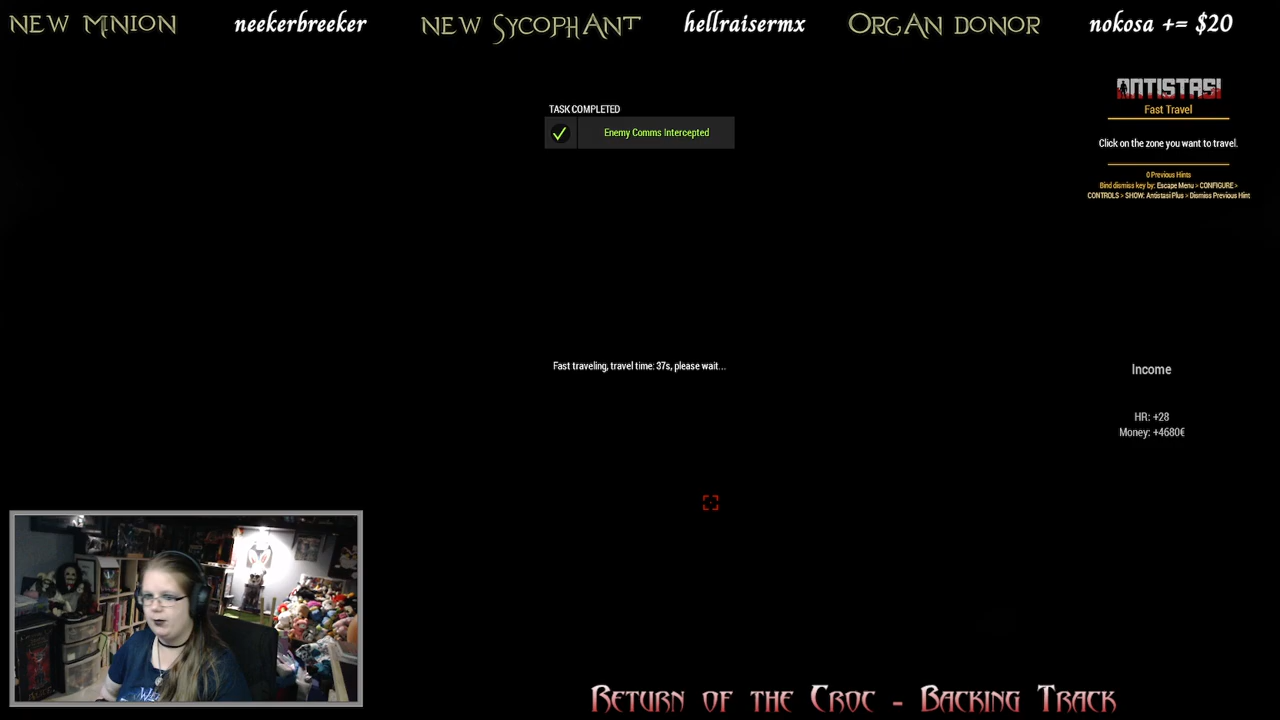 NEW MINION
neekerbreeker
NEW SYCOPHANT
hellraisermx
ORGAN DONOR
nokosa += $20
ANTISTASI
Fast Travel
Click on the zone you want to travel.
0 Previous Hints
Bind dismiss key by: Escape Menu > CONFIGURE >
CONTROLS > SHOW: Antistasi Plus > Dismiss Previous Hint
TASK COMPLETED
Enemy Comms Intercepted
Fast traveling, travel time: 37s, please wait...
Income
HR: +28
Money: +4680€
RETURN OF THE CROC - BACKING TRACK